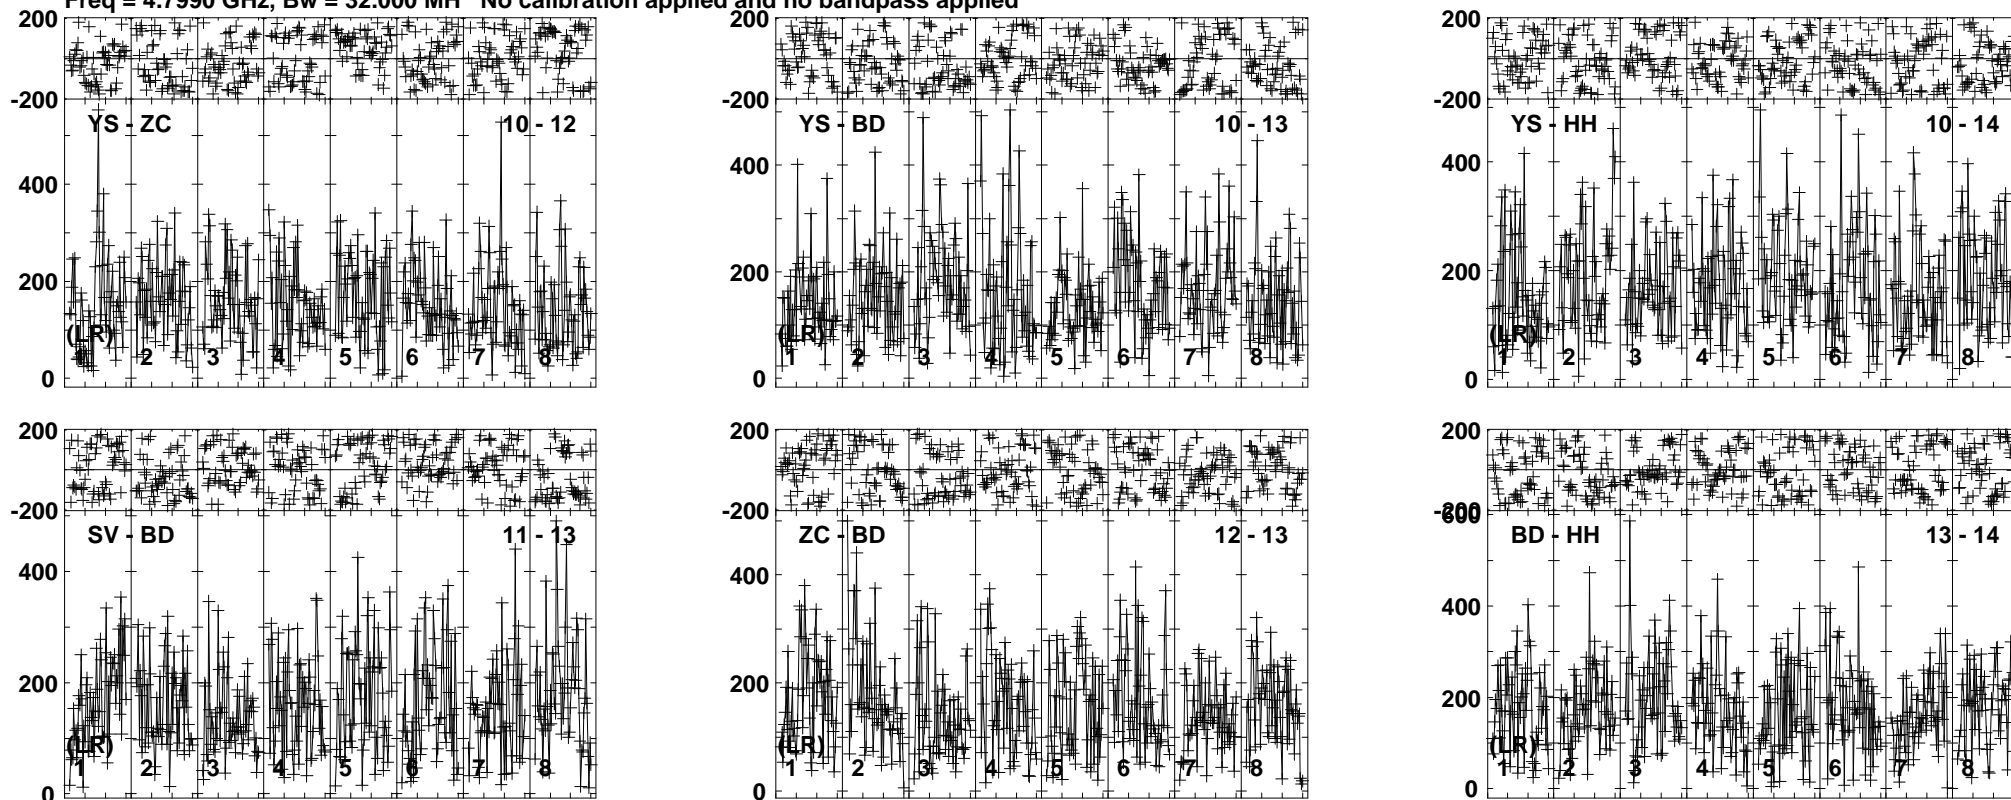 Freq = 4.7990 GHz, Bw = 32.000 MH   No calibration applied and no bandpass applied
200
-200
YS - ZC 10 - 12
400
200
0
(LR)
1 2 3 4 5 6 7 8
200
-200
YS - BD 10 - 13
400
200
0
(LR)
1 2 3 4 5 6 7 8
200
-200
YS - HH 10 - 14
400
200
0
(LR)
1 2 3 4 5 6 7 8
200
-200
SV - BD 11 - 13
400
200
0
(LR)
1 2 3 4 5 6 7 8
200
-200
ZC - BD 12 - 13
400
200
0
(LR)
1 2 3 4 5 6 7 8
200
-200
600
BD - HH 13 - 14
400
200
0
(LR)
1 2 3 4 5 6 7 8